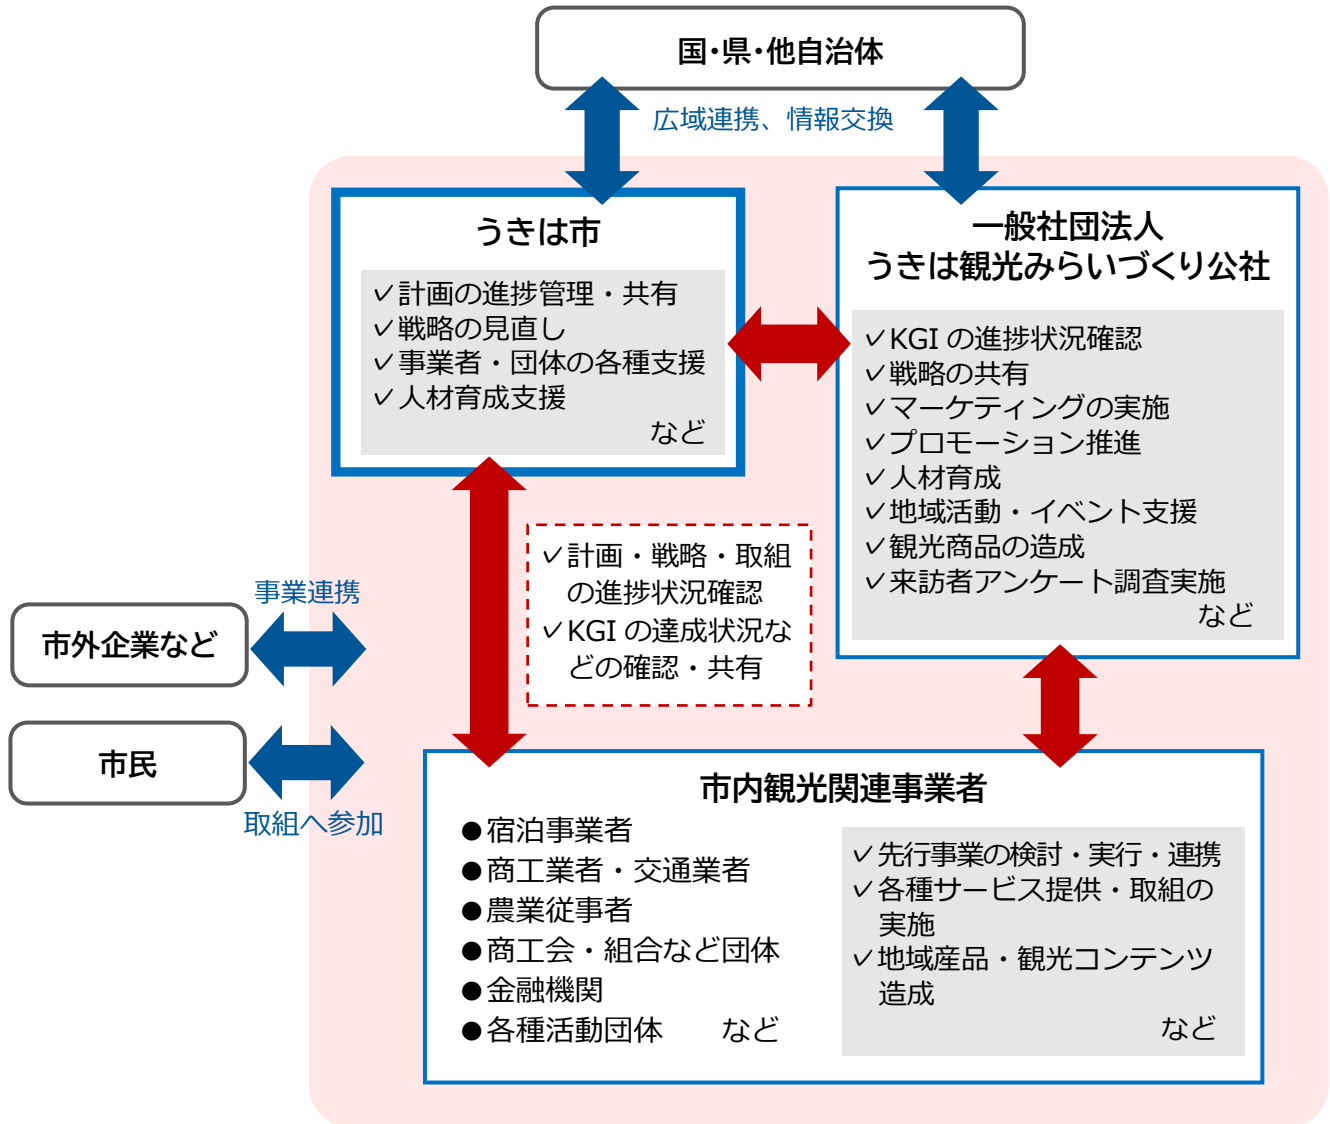 国・県・他自治体
広域連携、情報交換
うきは市
✓計画の進捗管理・共有
✓戦略の見直し
✓事業者・団体の各種支援
✓人材育成支援
など
一般社団法人
うきは観光みらいづくり公社
✓KGI の進捗状況確認
✓戦略の共有
✓マーケティングの実施
✓プロモーション推進
✓人材育成
✓地域活動・イベント支援
✓観光商品の造成
✓来訪者アンケート調査実施
など
✓計画・戦略・取組
の進捗状況確認
✓KGI の達成状況な
どの確認・共有
事業連携
市外企業など
市民
取組へ参加
市内観光関連事業者
●宿泊事業者
●商工業者・交通業者
●農業従事者
●商工会・組合など団体
●金融機関
●各種活動団体　など
✓先行事業の検討・実行・連携
✓各種サービス提供・取組の
実施
✓地域産品・観光コンテンツ
造成
など